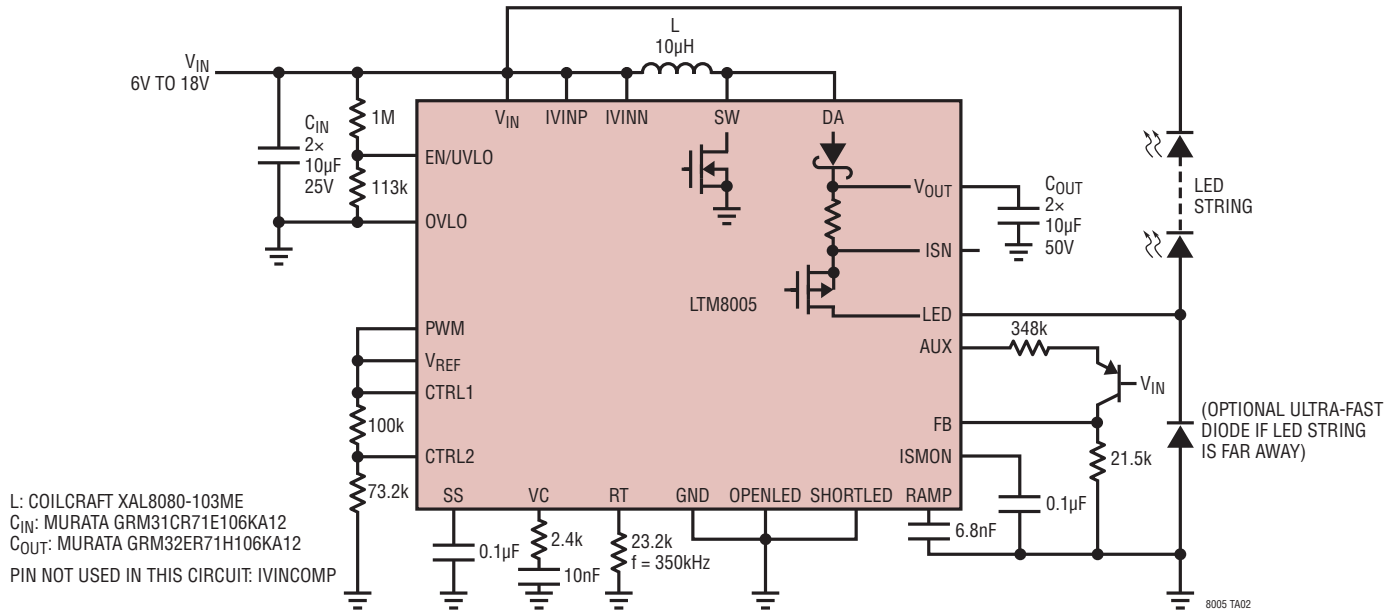 L
10µH
VIN
6V TO 18V
CIN
2×
10µF
25V
1M
113k
VIN
IVINP
IVINN
SW
DA
EN/UVLO
OVLO
VOUT
COUT
2×
10µF
50V
ISN
LED
STRING
LTM8005
LED
PWM
VREF
CTRL1
CTRL2
100k
73.2k
AUX
348k
VIN
FB
21.5k
ISMON
0.1µF
(OPTIONAL ULTRA-FAST
DIODE IF LED STRING
IS FAR AWAY)
SS
VC
RT
GND
OPENLED
SHORTLED
RAMP
0.1µF
2.4k
10nF
23.2k
f = 350kHz
6.8nF
L: COILCRAFT XAL8080-103ME
CIN: MURATA GRM31CR71E106KA12
COUT: MURATA GRM32ER71H106KA12
PIN NOT USED IN THIS CIRCUIT: IVINCOMP
8005 TA02